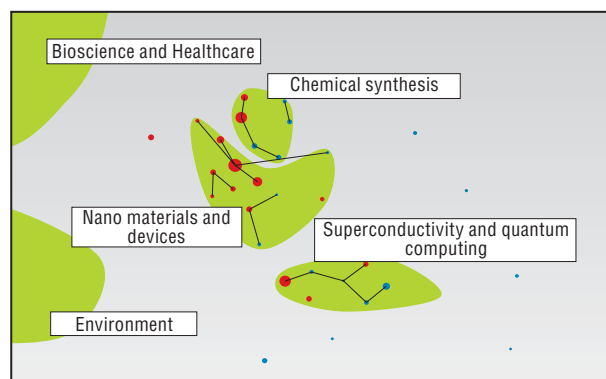 Bioscience and Healthcare
Chemical synthesis
Nano materials and
devices
Superconductivity and quantum
computing
Environment